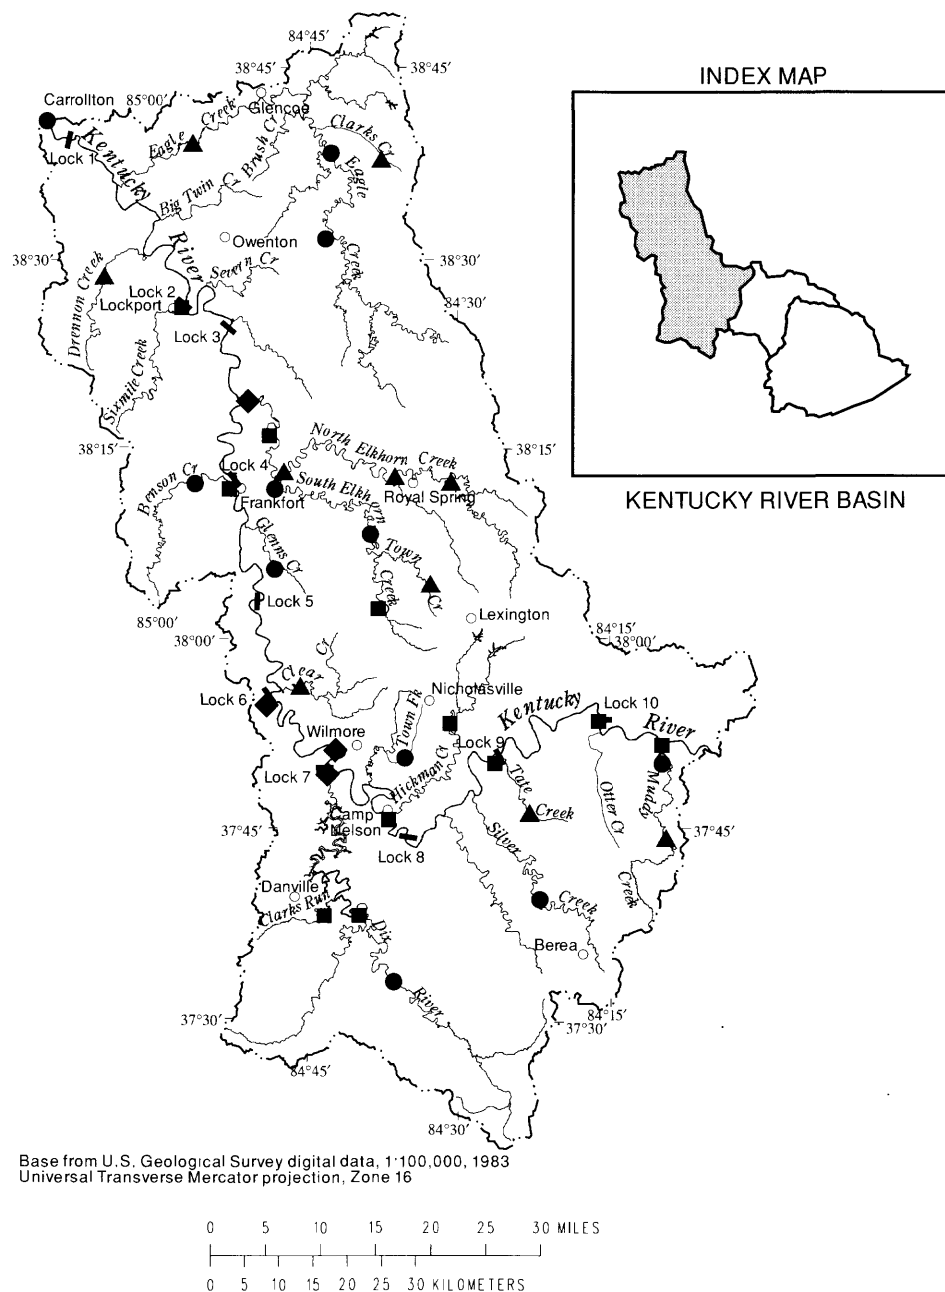 84°45'
38°45'
38°45'
INDEX MAP
Carrollton
85°00'
Glencoe
Eagle Creek
Clarks Cr
Kentucky
Lock 1
Brush Cr
Eagle
Big Twin Cr
River
Owenton
Creek
38°30'
Severn Cr
38°30'
Drennon Creek
Lock 2
Lockport
84°30'
Lock 3
Sixmile Creek
38°15'
North Elkhorn Creek
38°15'
Benson Cr
Lock 4
South Elkhorn
Royal Spring
Frankfort
KENTUCKY RIVER BASIN
Glenns Cr
Town Cr
Creek
Lock 5
Lexington
85°00'
38°00'
84°15'
38°00'
Clear Cr
Lock 6
Nicholasville
Kentucky
Lock 10
River
Wilmore
Town Fk
Lock 9
Lock 7
Hickman Cr
Tate
Creek
Otter Cr
Muddy
Camp
Nelson
37°45'
Lock 8
Silver
37°45'
Danville
Clarks Run
Creek
Creek
Dix
Berea
River
37°30'
84°15'
37°30'
84°45'
84°30'
Base from U.S. Geological Survey digital data, 1:100,000, 1983
Universal Transverse Mercator projection, Zone 16
0 5 10 15 20 25 30 MILES
0 5 10 15 20 25 30 KILOMETERS